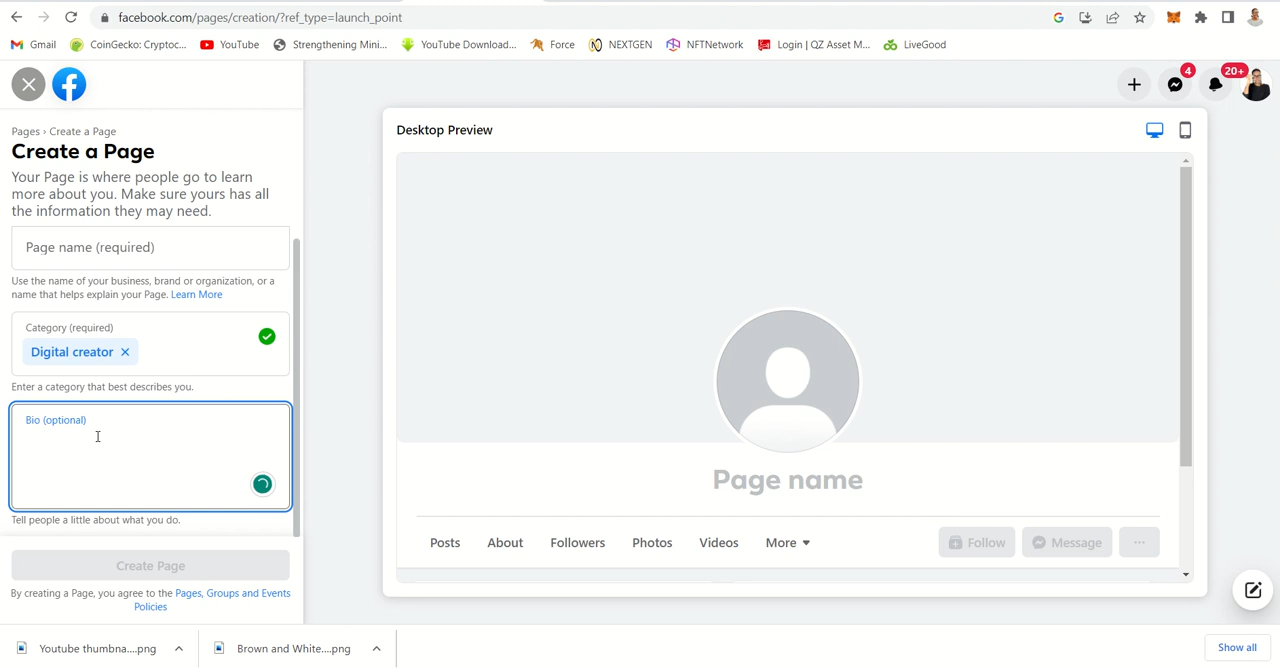 facebook.com/pages/creation/?ref_type=launch_point
Gmail
CoinGecko: Cryptoc...
YouTube
Strengthening Mini...
YouTube Download...
Force
NEXTGEN
NFTNetwork
Login | QZ Asset M...
LiveGood
4
20+
Pages › Create a Page
Create a Page
Your Page is where people go to learn
more about you. Make sure yours has all
the information they may need.
Page name (required)
Use the name of your business, brand or organization, or a
name that helps explain your Page. Learn More
Category (required)
Digital creator
Enter a category that best describes you.
Bio (optional)
Tell people a little about what you do.
Create Page
By creating a Page, you agree to the Pages, Groups and Events
Policies
Desktop Preview
Page name
Posts
About
Followers
Photos
Videos
More
Follow
Message
Youtube thumbna....png
Brown and White....png
Show all